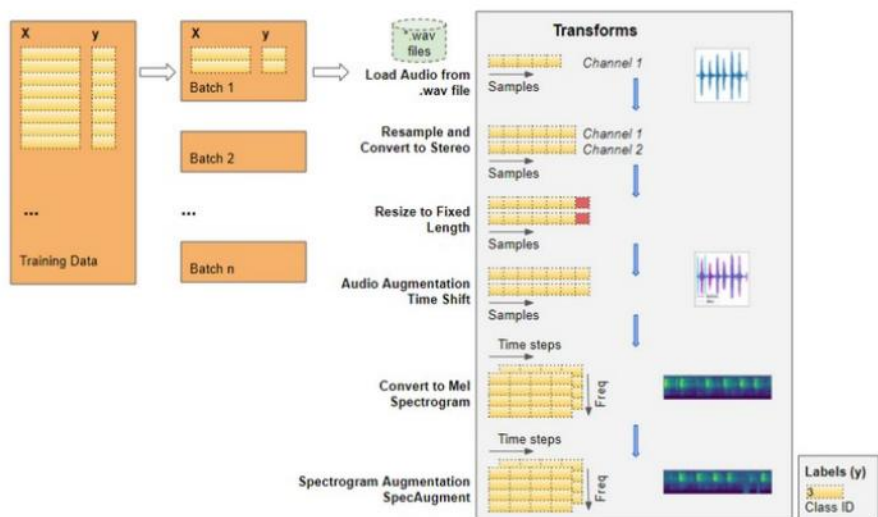 X y
Training Data
...
X y
Batch 1
Batch 2
...
Batch n
*.wav
files
Transforms
Load Audio from
.wav file
Channel 1
Samples
Resample and
Convert to Stereo
Channel 1
Channel 2
Samples
Resize to Fixed
Length
Samples
Audio Augmentation
Time Shift
Samples
Time steps
Convert to Mel
Spectrogram
Freq
Time steps
Spectrogram Augmentation
SpecAugment
Freq
Labels (y)
3
Class ID